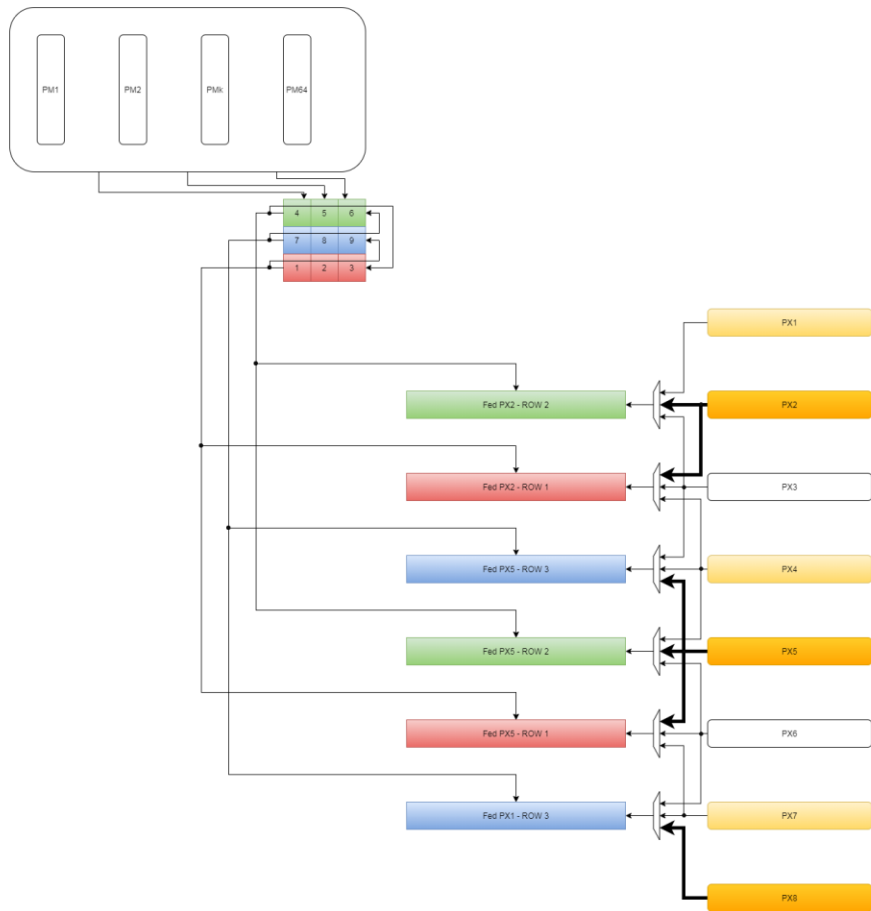 PM1 PM2 PMk PM64
4 5 6
7 8 9
1 2 3
PX1
Fed PX2 - ROW 2
PX2
Fed PX2 - ROW 1
PX3
Fed PX5 - ROW 3
PX4
Fed PX5 - ROW 2
PX5
Fed PX5 - ROW 1
PX6
Fed PX1 - ROW 3
PX7
PX8